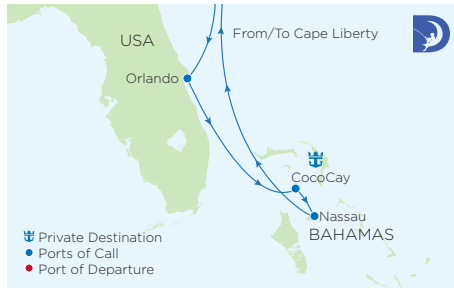 USA
From/To Cape Liberty
Orlando
CocoCay
Nassau
BAHAMAS
Private Destination
Ports of Call
Port of Departure